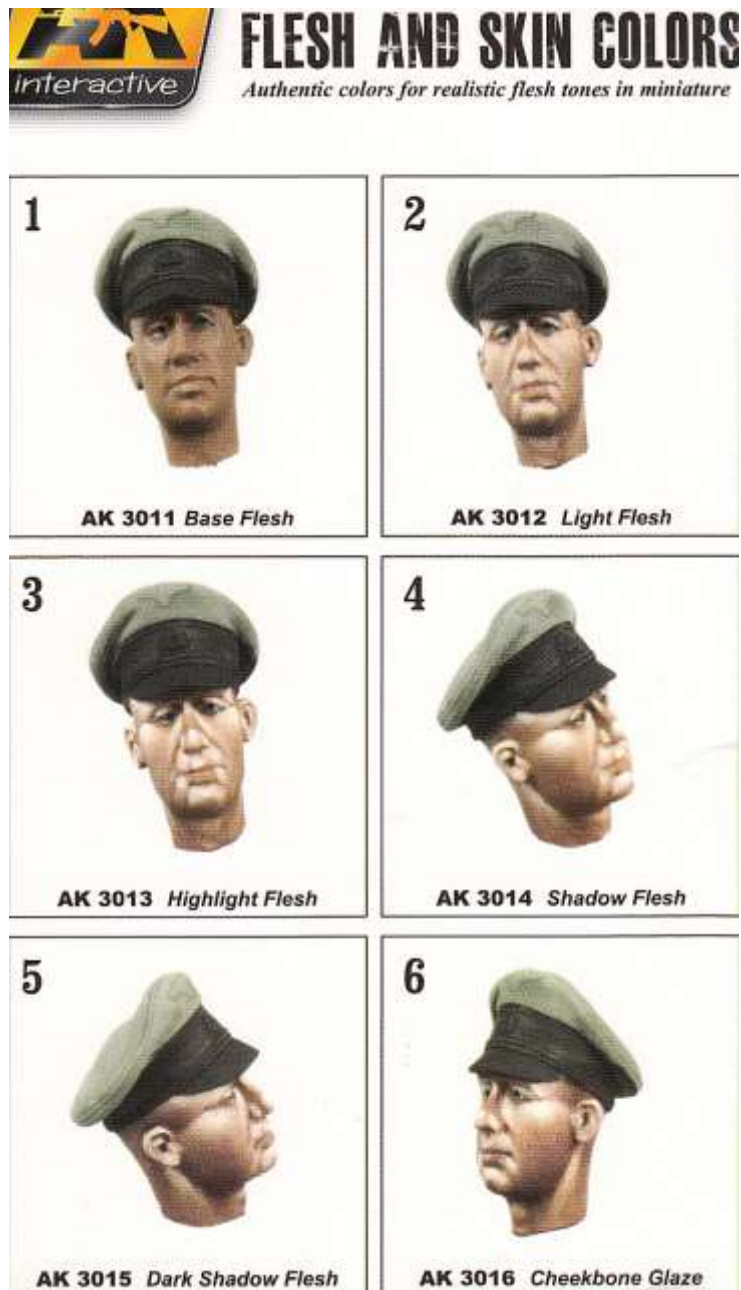 interactive
FLESH AND SKIN COLORS
Authentic colors for realistic flesh tones in miniature
1
2
AK 3011 Base Flesh
AK 3012 Light Flesh
3
4
AK 3013 Highlight Flesh
AK 3014 Shadow Flesh
5
6
AK 3015 Dark Shadow Flesh
AK 3016 Cheekbone Glaze